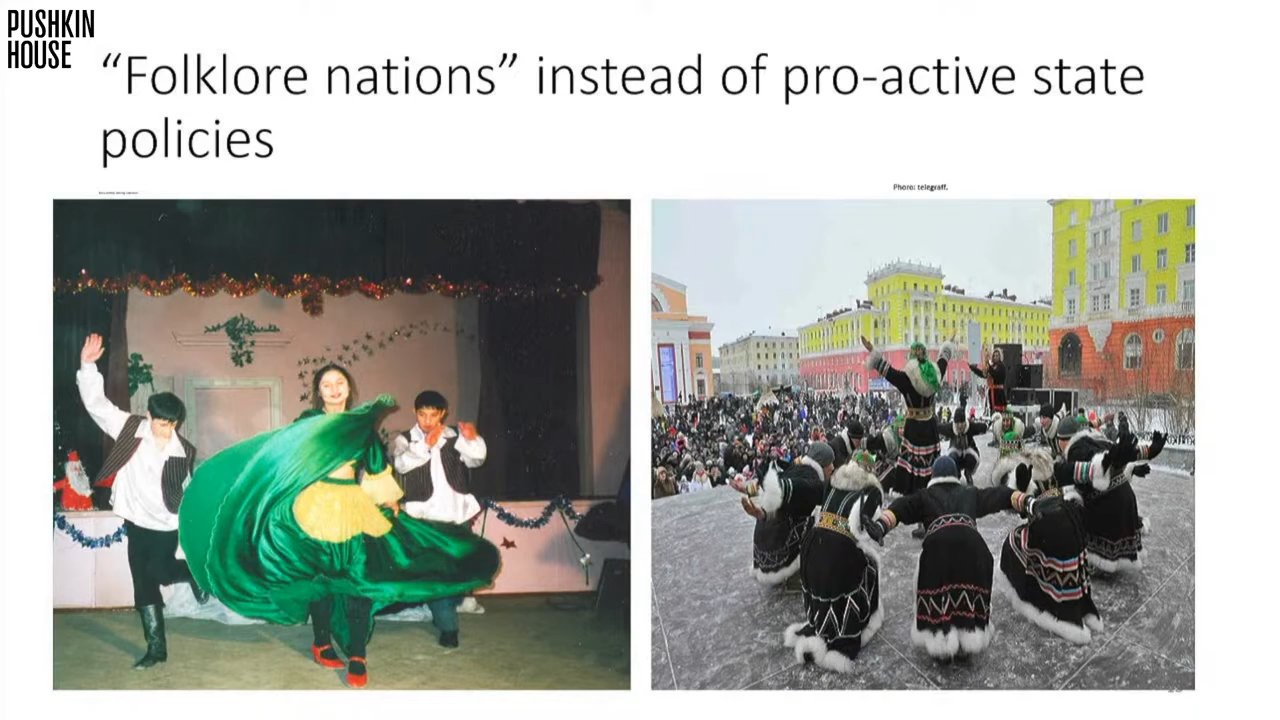 PUSHKIN
HOUSE
“Folklore nations” instead of pro-active state
policies
Photo: telegraff.